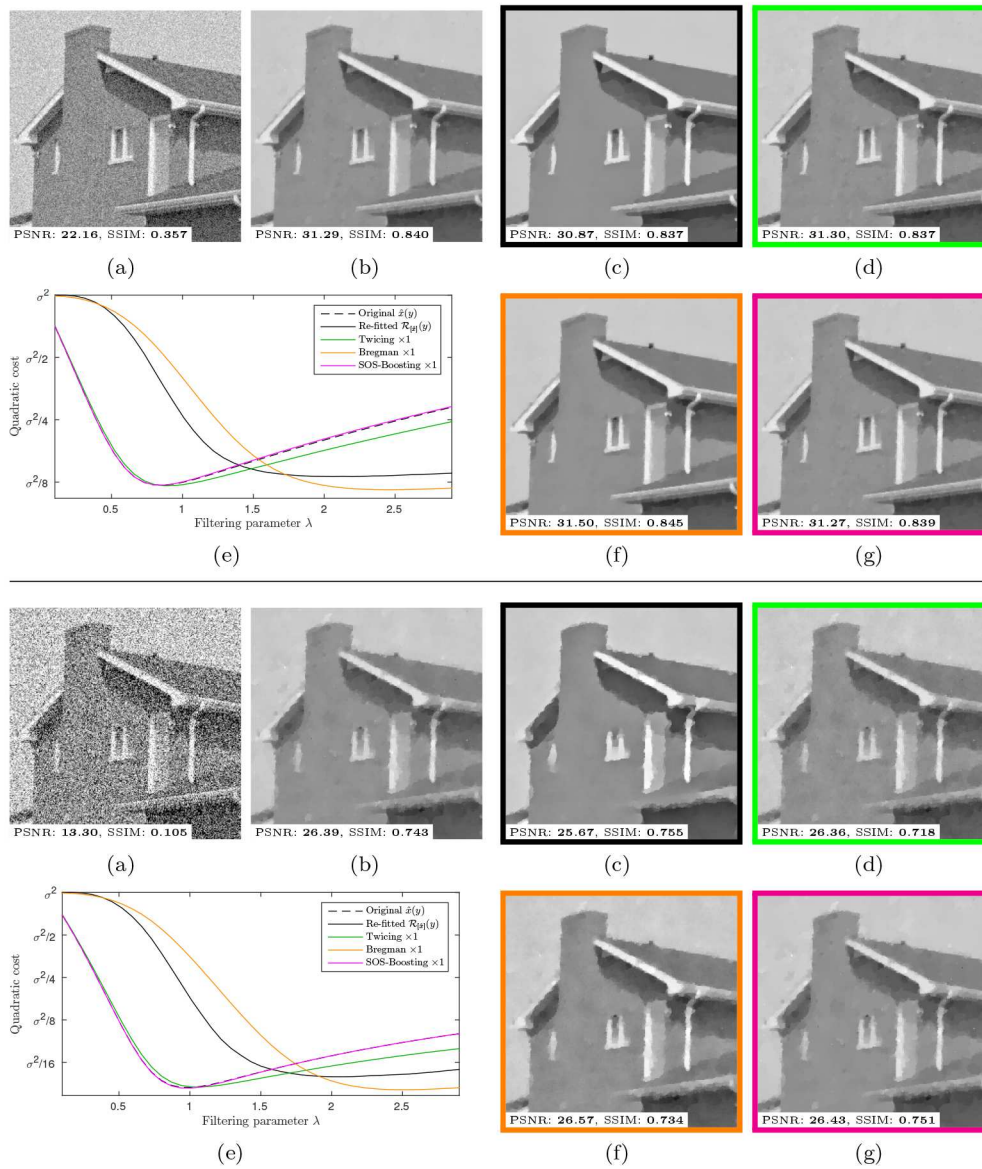 PSNR: 22.16, SSIM: 0.357
PSNR: 31.29, SSIM: 0.840
PSNR: 30.87, SSIM: 0.837
PSNR: 31.30, SSIM: 0.837
(a)
(b)
(c)
(d)
σ²
σ²/2
σ²/4
σ²/8
Quadratic cost
Original x̂(y)
Re-fitted R[x̂](y)
Twicing ×1
Bregman ×1
SOS-Boosting ×1
0.5 1 1.5 2 2.5
Filtering parameter λ
(e)
PSNR: 31.50, SSIM: 0.845
PSNR: 31.27, SSIM: 0.839
(f)
(g)
PSNR: 13.30, SSIM: 0.105
PSNR: 26.39, SSIM: 0.743
PSNR: 25.67, SSIM: 0.755
PSNR: 26.36, SSIM: 0.718
(a)
(b)
(c)
(d)
σ²
σ²/2
σ²/4
σ²/8
σ²/16
Quadratic cost
Original x̂(y)
Re-fitted R[x̂](y)
Twicing ×1
Bregman ×1
SOS-Boosting ×1
0.5 1 1.5 2 2.5
Filtering parameter λ
(e)
PSNR: 26.57, SSIM: 0.734
PSNR: 26.43, SSIM: 0.751
(f)
(g)